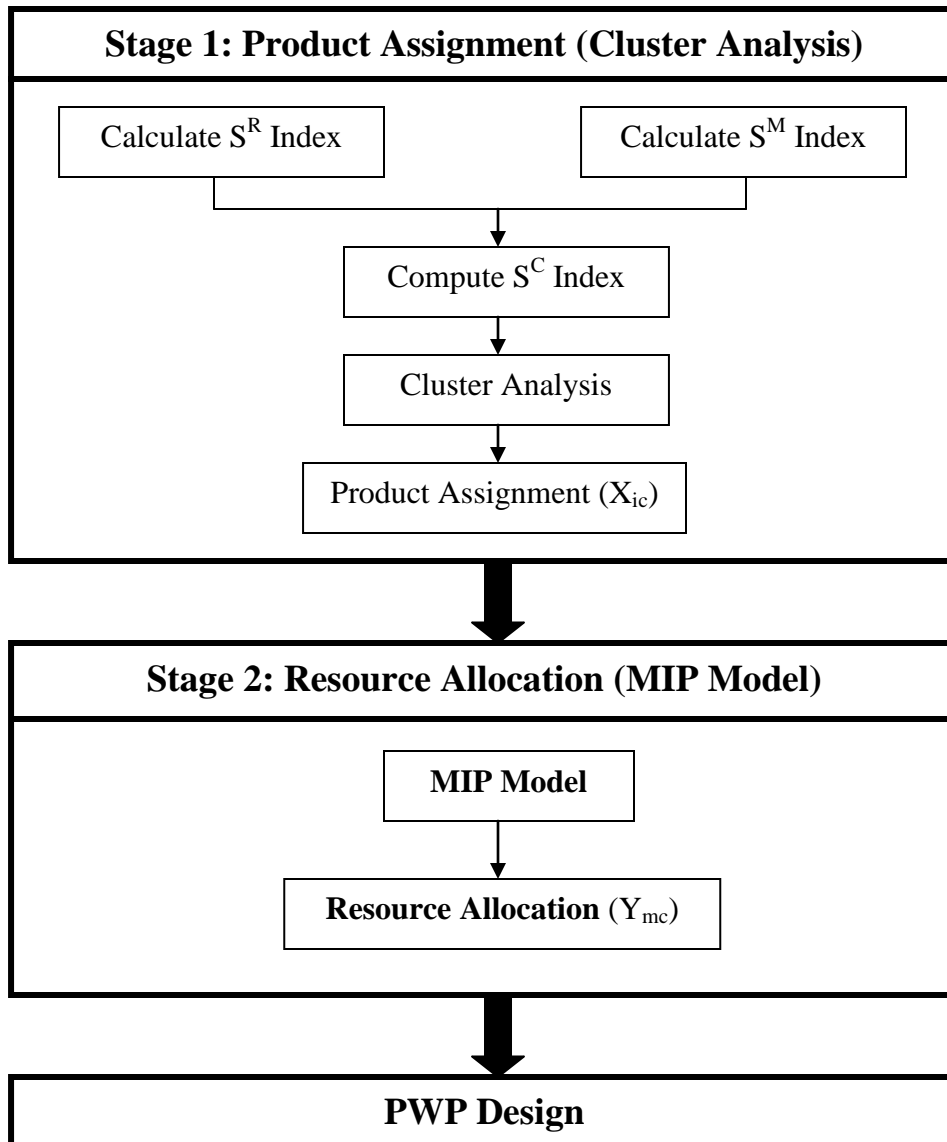 Stage 1: Product Assignment (Cluster Analysis)
Calculate S^R Index
Calculate S^M Index
Compute S^C Index
Cluster Analysis
Product Assignment (X_ic)
Stage 2: Resource Allocation (MIP Model)
MIP Model
Resource Allocation (Y_mc)
PWP Design